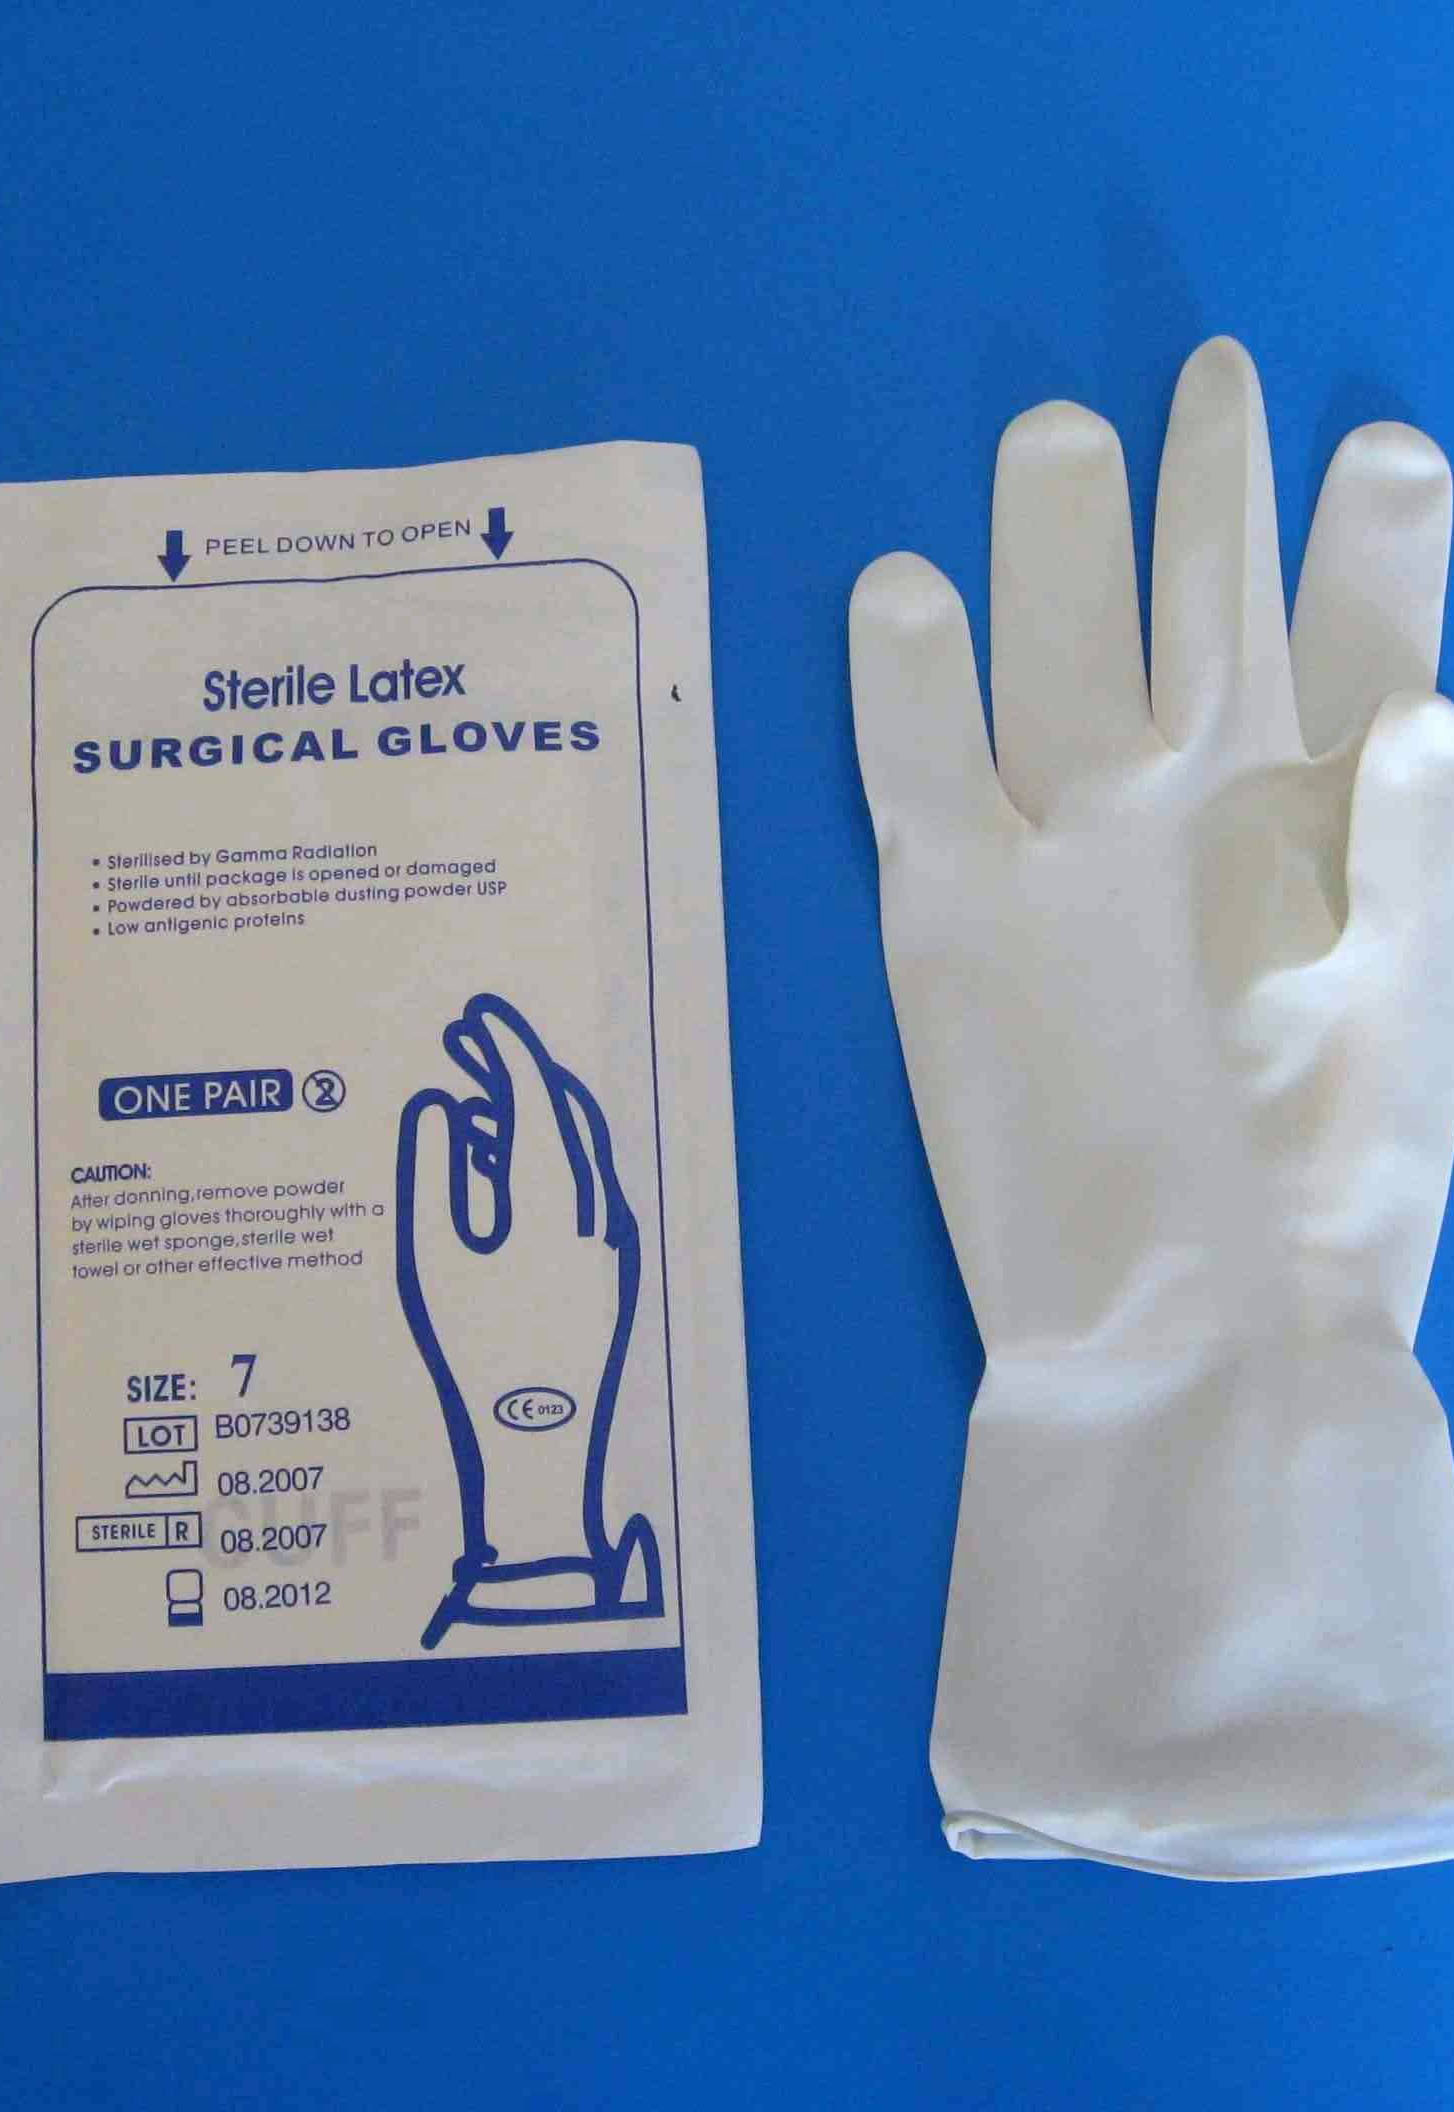 PEEL DOWN TO OPEN
Sterile Latex
SURGICAL GLOVES
• Sterilised by Gamma Radiation
• Sterile until package is opened or damaged
• Powdered by absorbable dusting powder USP
• Low antigenic proteins
ONE PAIR 2
CAUTION:
After donning,remove powder
by wiping gloves thoroughly with a
sterile wet sponge,sterile wet
towel or other effective method
SIZE: 7
LOT B0739138
08.2007
STERILE R 08.2007
08.2012
CE 0123
CUFF